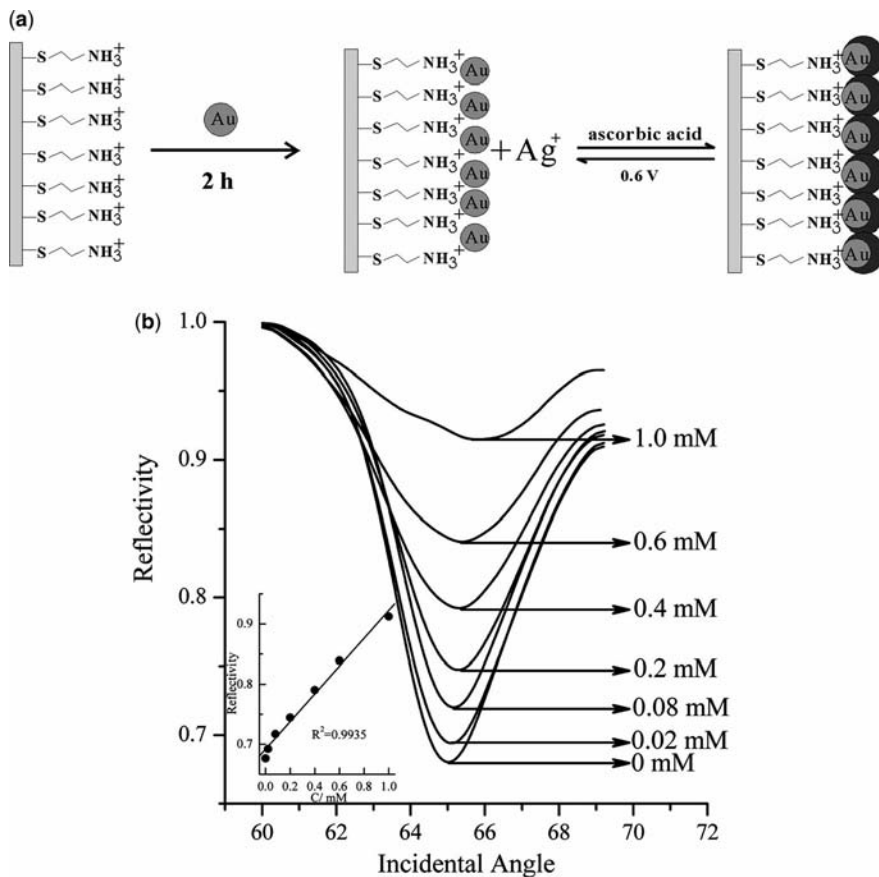 (a)
S NH3+
S NH3+
S NH3+
S NH3+
S NH3+
S NH3+
S NH3+
Au
2 h
S NH3+ Au
S NH3+ Au
S NH3+ Au
S NH3+ Au
S NH3+ Au
S NH3+ Au
S NH3+
+ Ag+
ascorbic acid
0.6 V
S NH3+ Au
S NH3+ Au
S NH3+ Au
S NH3+ Au
S NH3+ Au
S NH3+ Au
S NH3+
(b)
1.0
0.9
0.8
0.7
Reflectivity
1.0 mM
0.6 mM
0.4 mM
0.2 mM
0.08 mM
0.02 mM
0 mM
0.9
0.8
0.7
Reflectivity
R2=0.9935
0.0 0.2 0.4 0.6 0.8 1.0
C/ mM
60 62 64 66 68 70 72
Incidental Angle